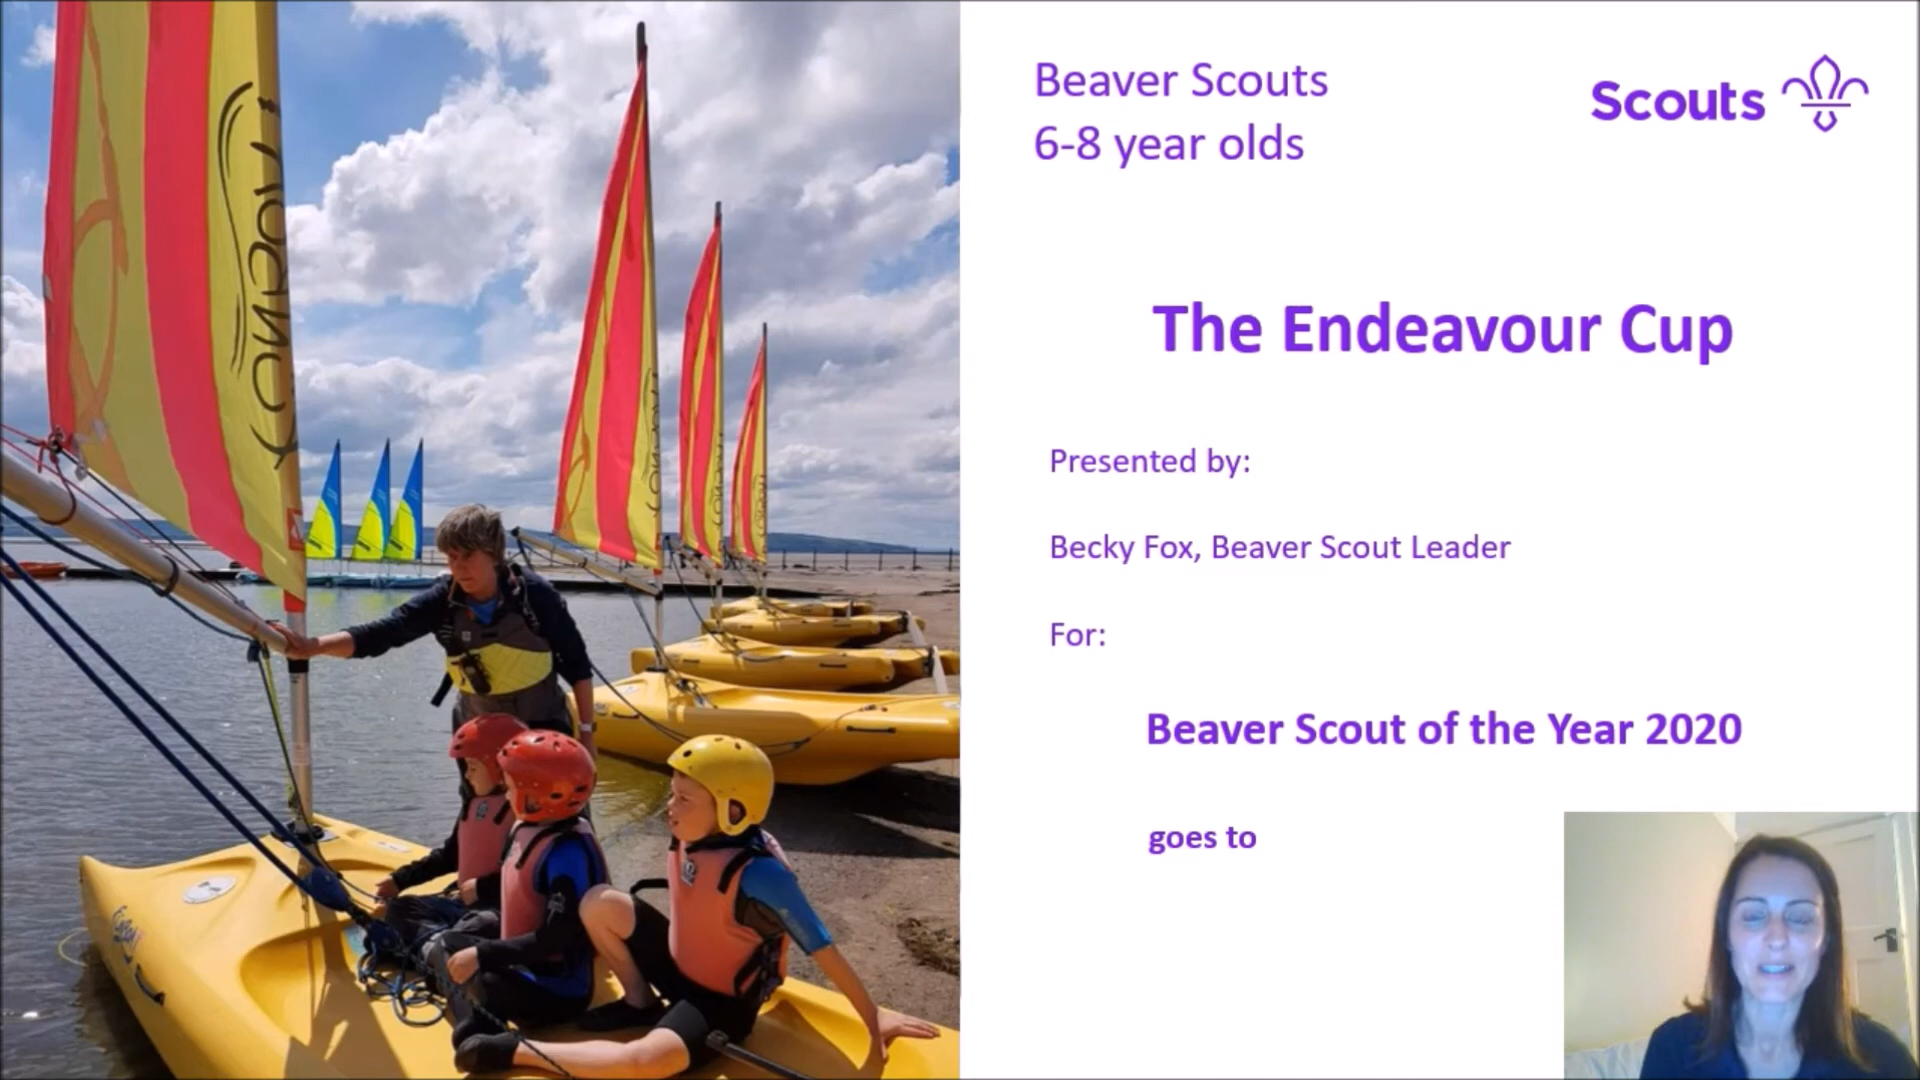 Beaver Scouts
6-8 year olds
Scouts
The Endeavour Cup
Presented by:
Becky Fox, Beaver Scout Leader
For:
Beaver Scout of the Year 2020
goes to